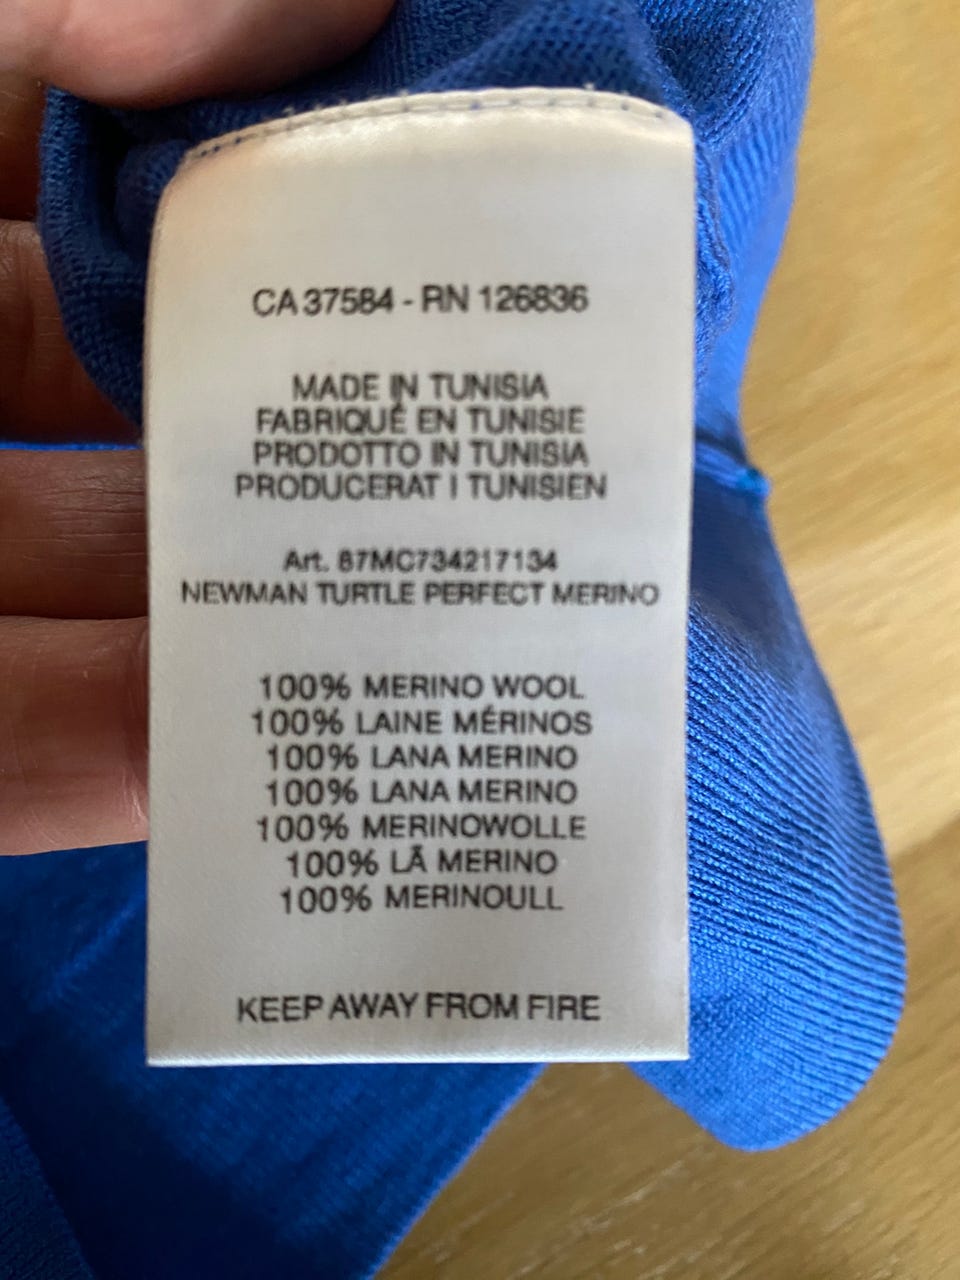 CA 37584 - RN 126836
MADE IN TUNISIA
FABRIQUÉ EN TUNISIE
PRODOTTO IN TUNISIA
PRODUCERAT I TUNISIEN
Art. 87MC734217134
NEWMAN TURTLE PERFECT MERINO
100% MERINO WOOL
100% LAINE MÉRINOS
100% LANA MERINO
100% LANA MERINO
100% MERINOWOLLE
100% LÃ MERINO
100% MERINOULL
KEEP AWAY FROM FIRE